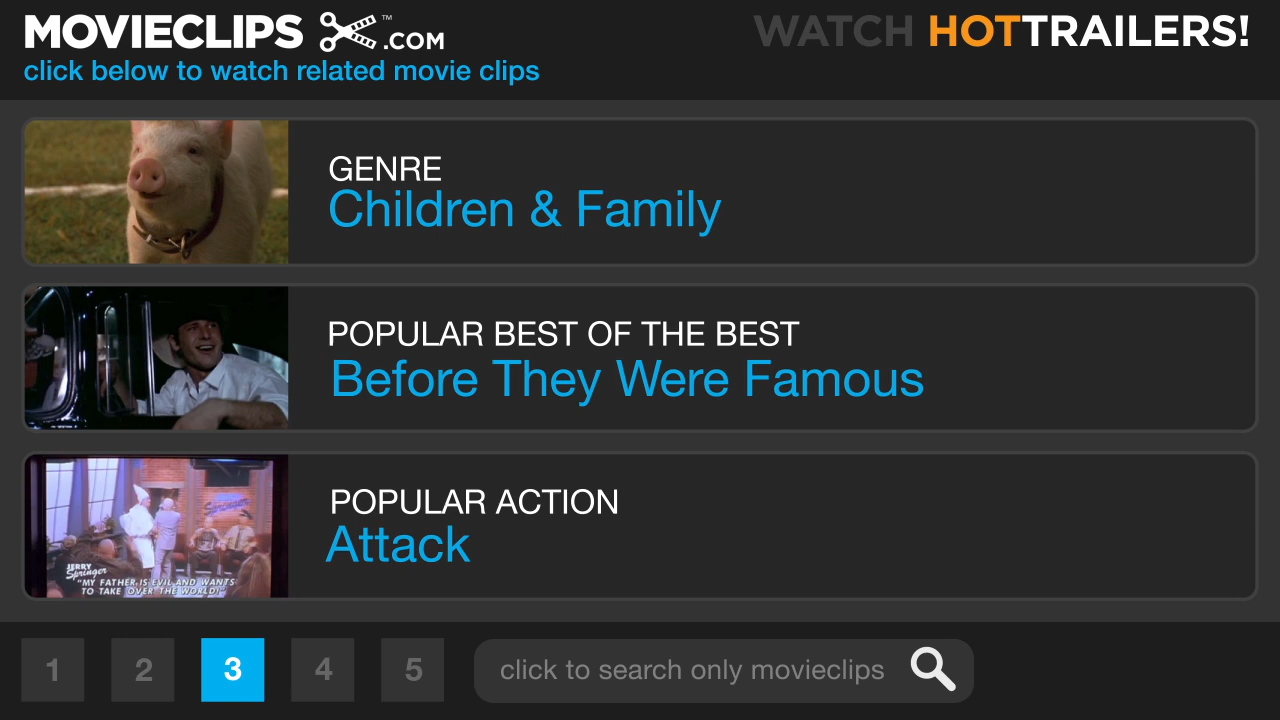 MOVIECLIPS ™ .COM
WATCH HOTTRAILERS!
click below to watch related movie clips
GENRE
Children & Family
POPULAR BEST OF THE BEST
Before They Were Famous
Springer
JERRY
Springer
"MY FATHER IS EVIL AND WANTS
TO TAKE OVER THE WORLD!"
POPULAR ACTION
Attack
1 2 3 4 5
click to search only movieclips